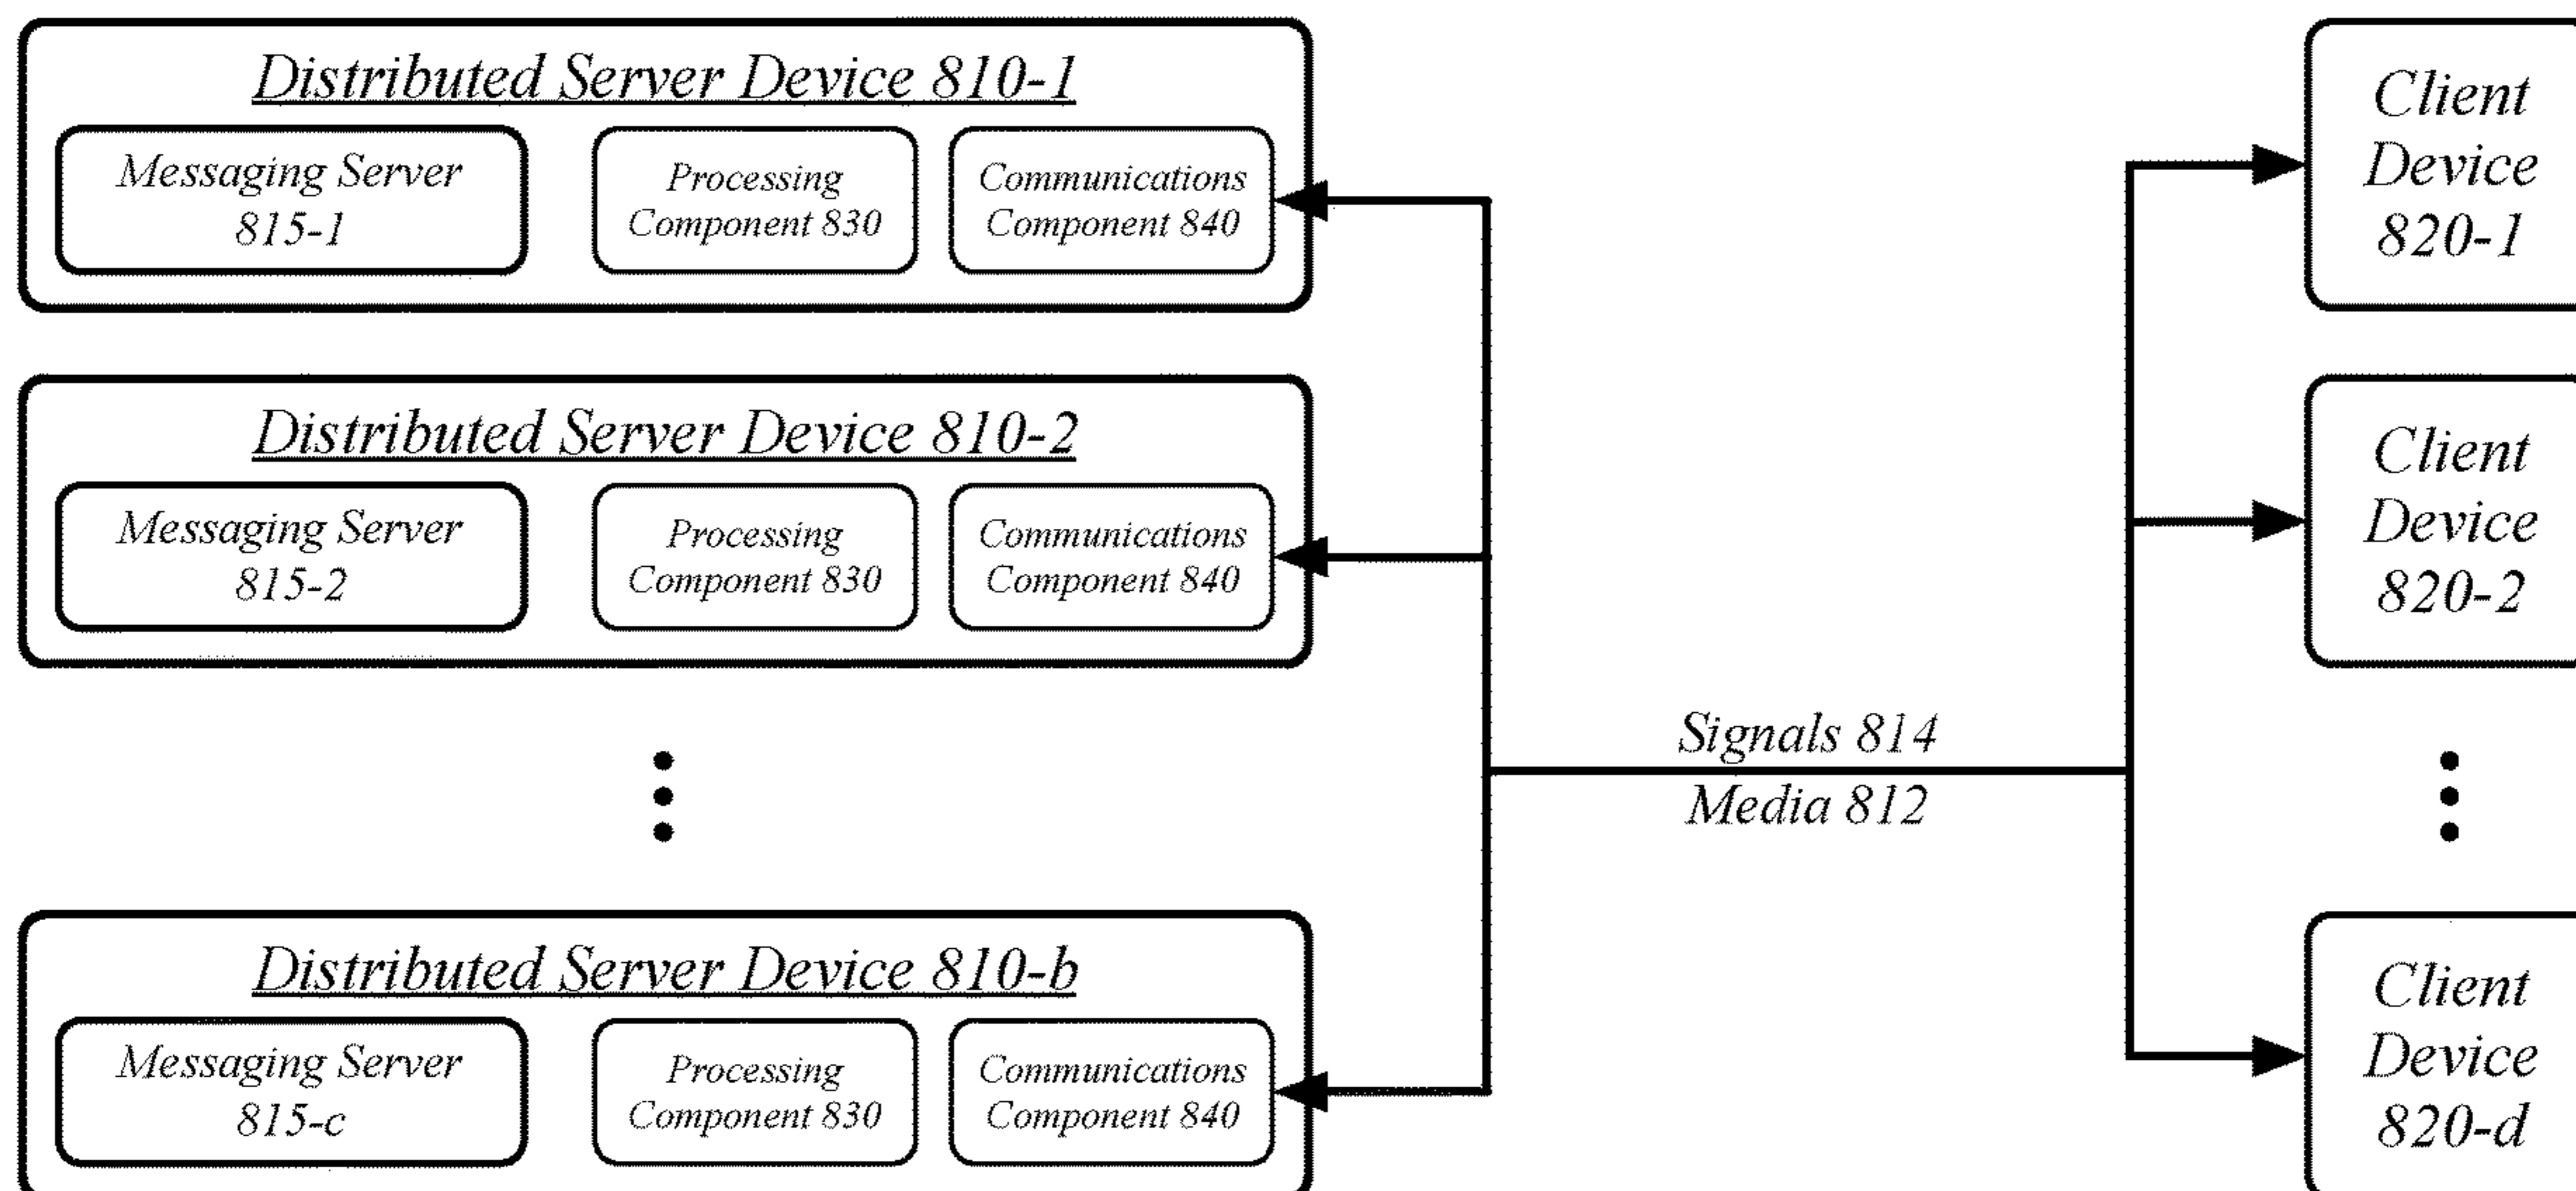 Distributed Server Device 810-1
Messaging Server
815-1
Processing
Component 830
Communications
Component 840
Client
Device
820-1
Distributed Server Device 810-2
Messaging Server
815-2
Processing
Component 830
Communications
Component 840
Client
Device
820-2
Signals 814
Media 812
Distributed Server Device 810-b
Messaging Server
815-c
Processing
Component 830
Communications
Component 840
Client
Device
820-d